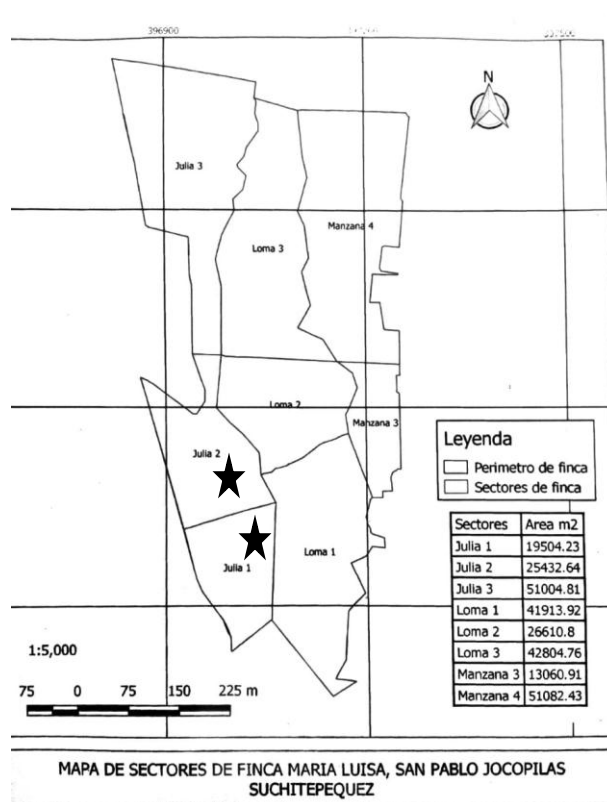 396900
337500
N
Julia 3
Loma 3
Manzana 4
Loma 2
Manzana 3
Julia 2
Loma 1
Julia 1
Leyenda
Perimetro de finca
Sectores de finca
Sectores Area m2
Julia 1 19504.23
Julia 2 25432.64
Julia 3 51004.81
Loma 1 41913.92
Loma 2 26610.8
Loma 3 42804.76
Manzana 3 13060.91
Manzana 4 51082.43
1:5,000
75 0 75 150 225 m
MAPA DE SECTORES DE FINCA MARIA LUISA, SAN PABLO JOCOPILAS
SUCHITEPEQUEZ